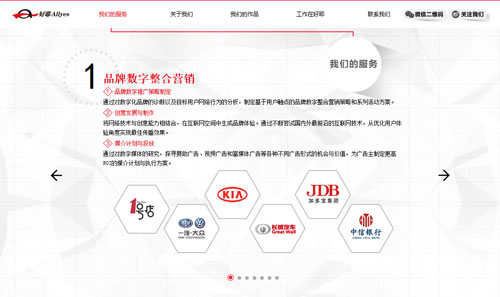 好耶 Allyes
我们的服务
关于我们
我们的作品
工作在好耶
联系我们
微信二维码
关注我们
我们的服务
1
品牌数字整合营销
① 品牌数字推广策略制定
通过对数字化品牌的诊断以及目标用户网络行为的分析，制定基于用户触点的品牌数字整合营销策略和系列活动方案。
② 创意发展与制作
将网络技术与创意能力相结合，在互联网空间中生成品牌体验。通过不断尝试国内外最前沿的互联网技术，从优化用户体
验角度实现最佳传播效果。
③ 媒介计划与投放
通过对数字媒体的研究，探寻赞助广告、视频广告和富媒体广告等各种不同广告形式的机会与价值，为广告主制定更高
ROI的媒介计划与执行方案。
1号店
KIA
JDB
加多宝集团
一汽-大众
FAW-VOLKSWAGEN
长城汽车
Great Wall
中信银行